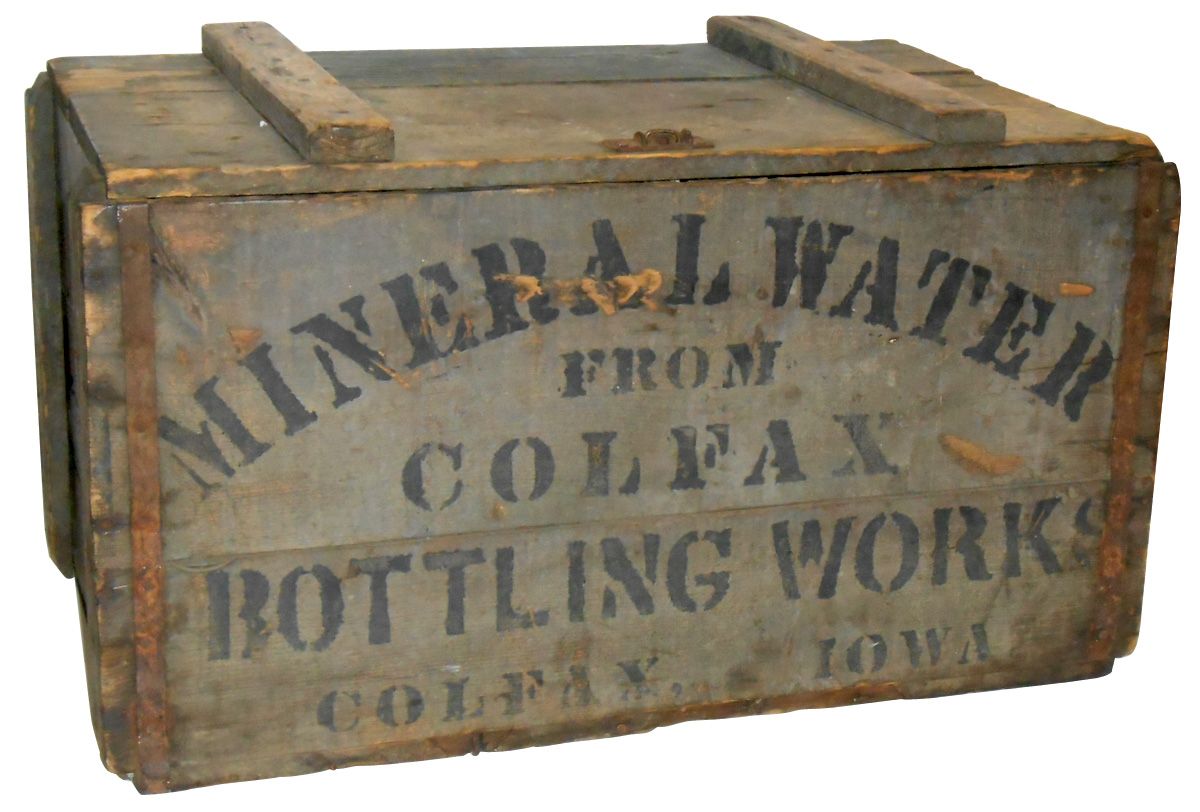 MINERAL WATER
FROM
COLFAX
BOTTLING WORKS
COLFAX, IOWA